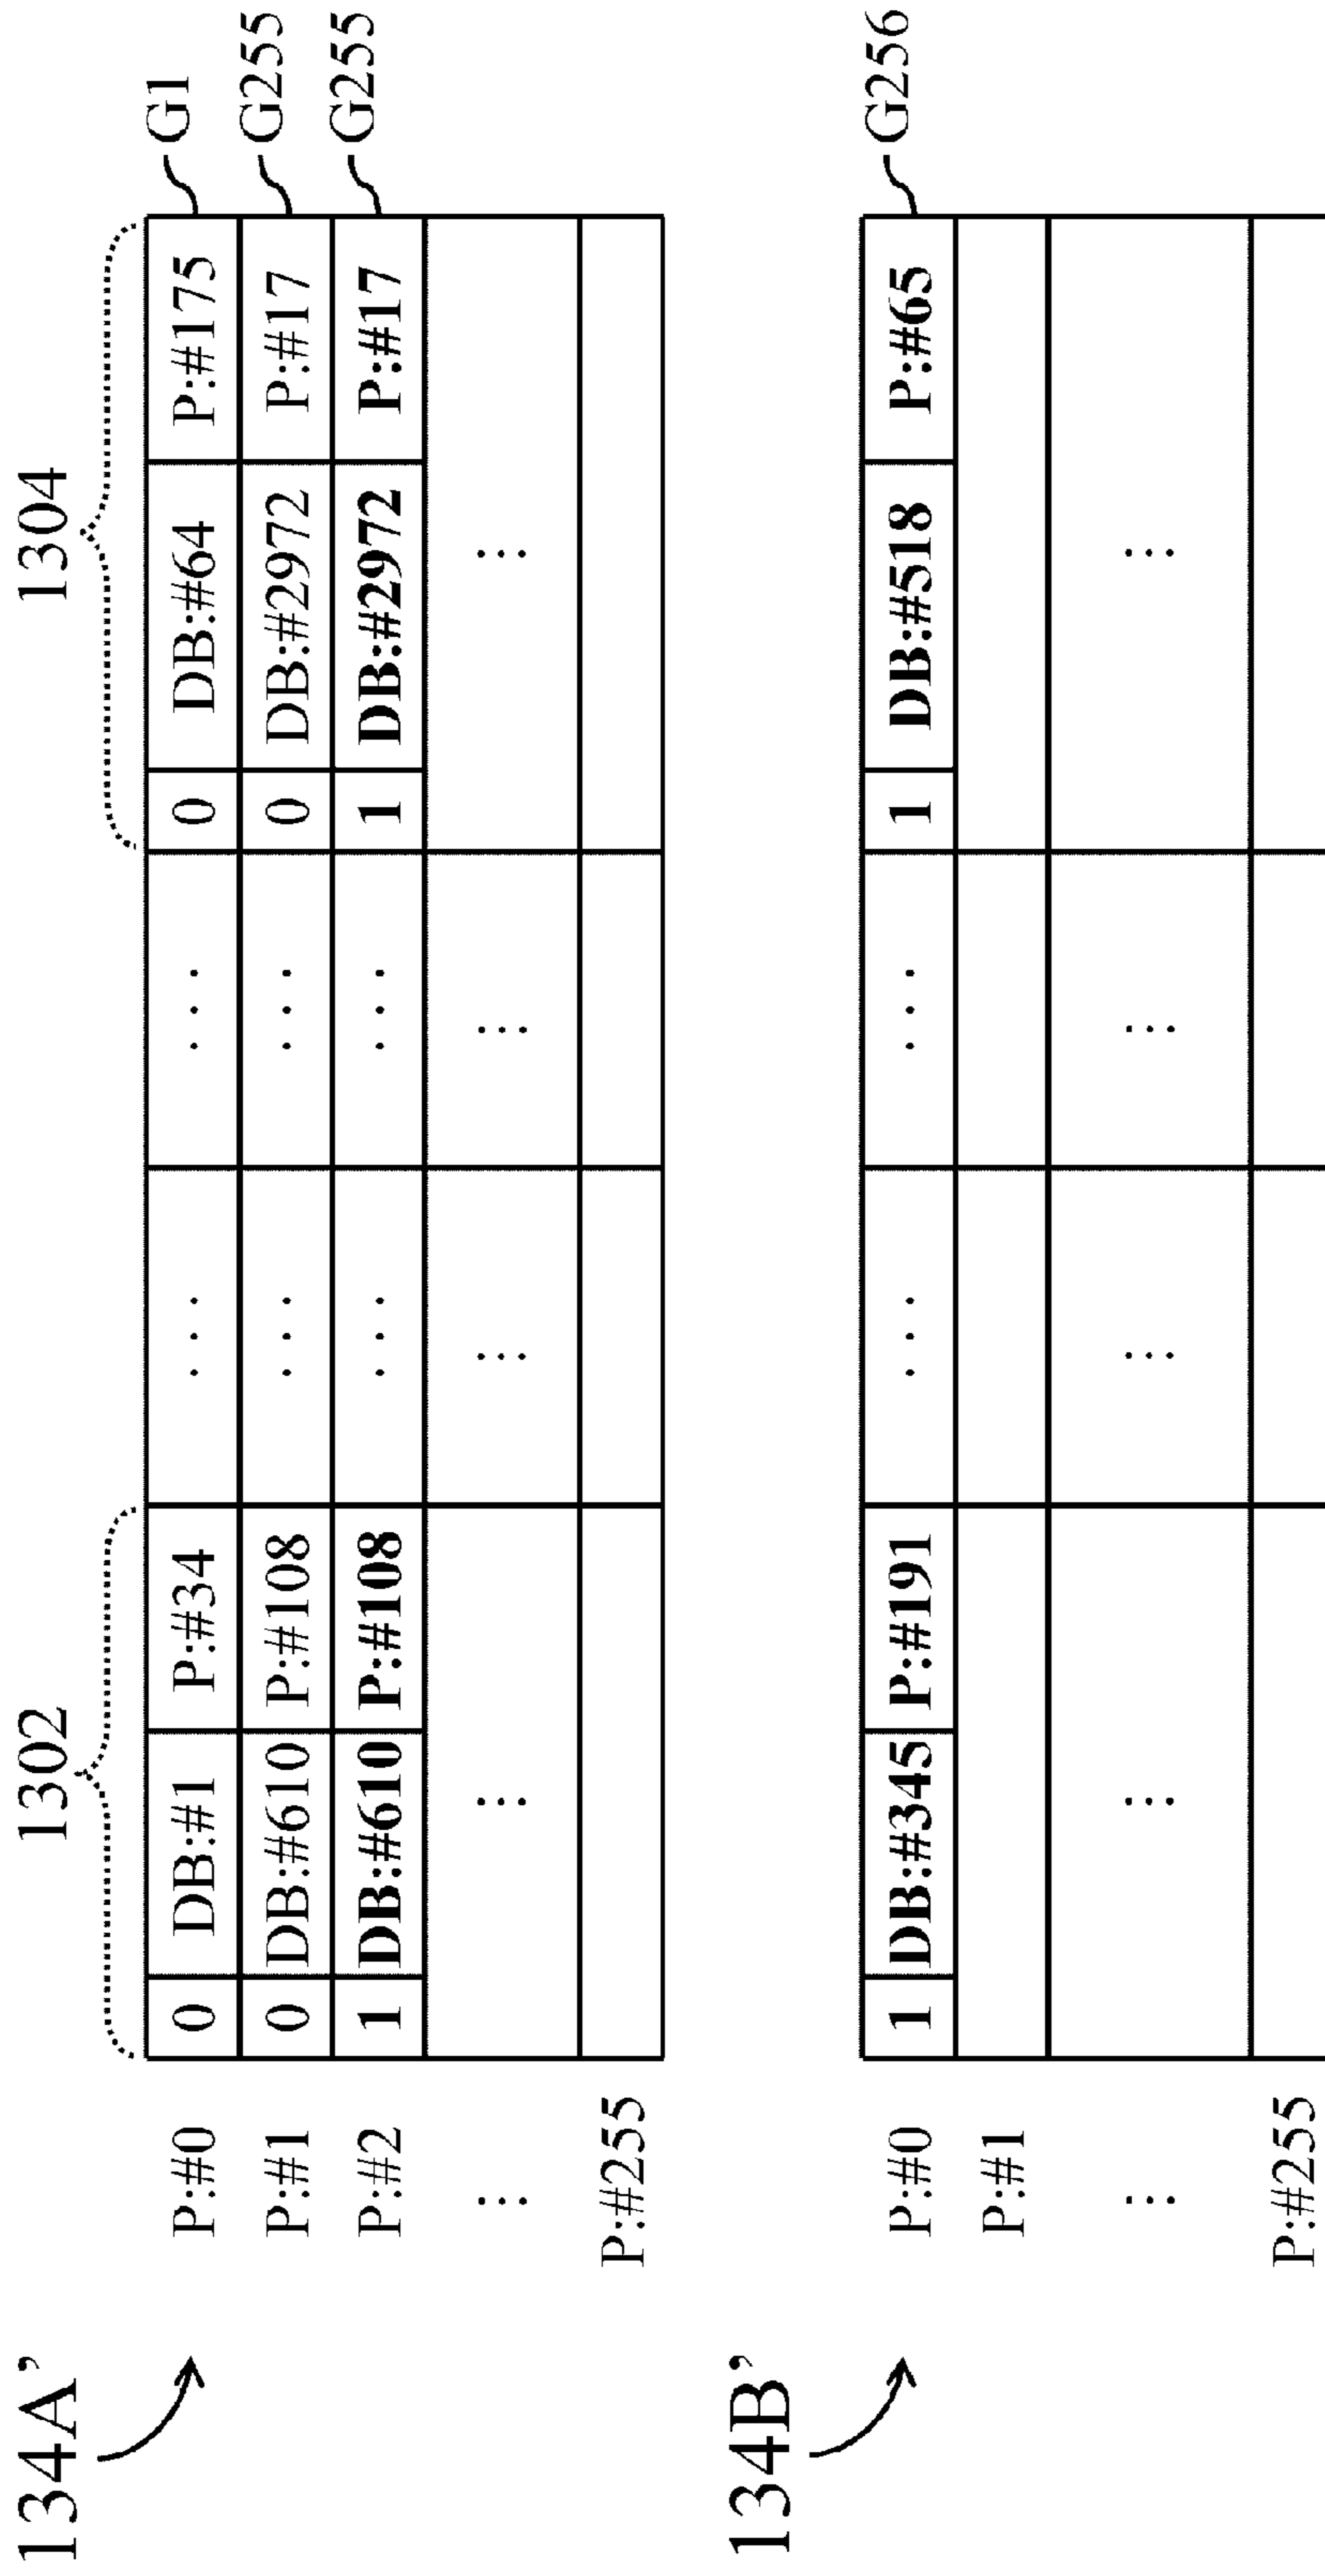 134A’ 1302 1304
P:#0 0 DB:#1 P:#34 ... ... 0 DB:#64 P:#175 G1
P:#1 0 DB:#610 P:#108 ... ... 0 DB:#2972 P:#17 G255
P:#2 1 DB:#610 P:#108 ... ... 1 DB:#2972 P:#17 G255
... ... ... ... ...
P:#255
134B’
P:#0 1 DB:#345 P:#191 ... ... 1 DB:#518 P:#65 G256
P:#1
... ... ... ... ...
P:#255